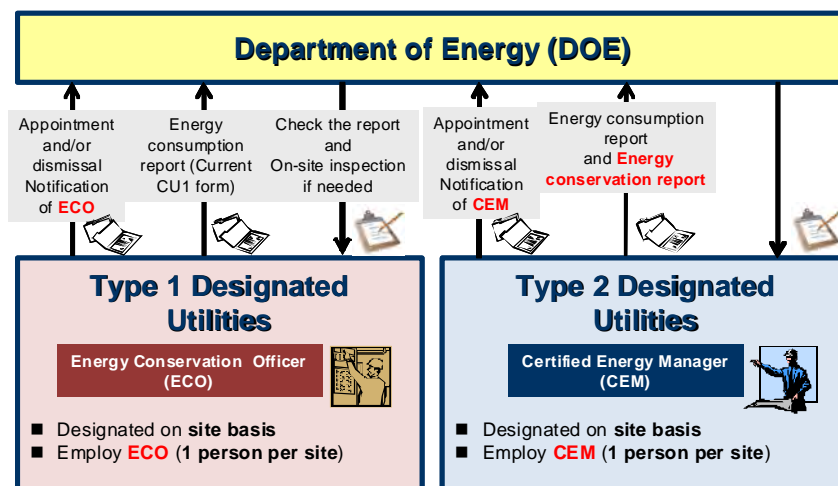 Department of Energy (DOE)
Appointment
and/or
dismissal
Notification
of ECO
Energy
consumption
report (Current
CU1 form)
Check the report
and
On-site inspection
if needed
Appointment
and/or
dismissal
Notification
of CEM
Energy consumption
report
and Energy
conservation report
Type 1 Designated
Utilities
Energy Conservation Officer
(ECO)
■ Designated on site basis
■ Employ ECO (1 person per site)
Type 2 Designated
Utilities
Certified Energy Manager
(CEM)
■ Designated on site basis
■ Employ CEM (1 person per site)